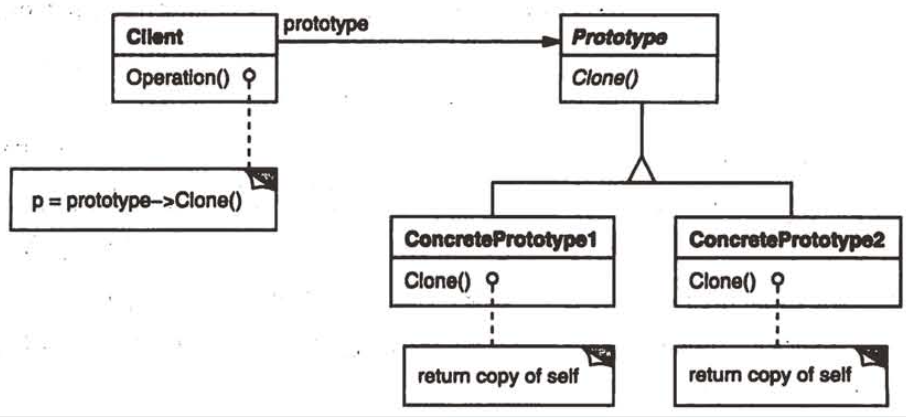 Client
Operation()
prototype
Prototype
Clone()
p = prototype->Clone()
ConcretePrototype1
Clone()
ConcretePrototype2
Clone()
return copy of self
return copy of self